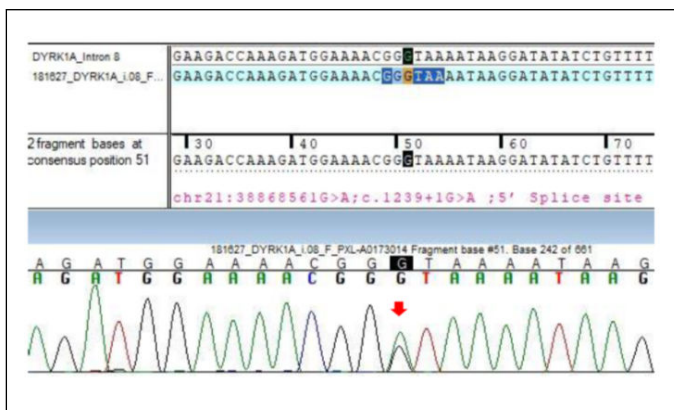 DYRK1A_Intron 8 GAAGACCAAAGATGGAAAACGGGTAAAATAAGGATATATCTGTTTT
181627_DYRK1A_i.08_F... GAAGACCAAAGATGGAAAACGGGTAAAATAAGGATATATCTGTTTT
2 fragment bases at 30 40 50 60 70
consensus position 51 GAAGACCAAAGATGGAAAACGGGTAAAATAAGGATATATCTGTTTT
chr21:38868561G>A;c.1239+1G>A ;5' Splice site
181627_DYRK1A_i.08_F_PXL-A0173014 Fragment base #51. Base 242 of 661
A G A T G G A A A A C G G G T A A A A T A A G
A G A T G G A A A A C G G G T A A A A T A A G